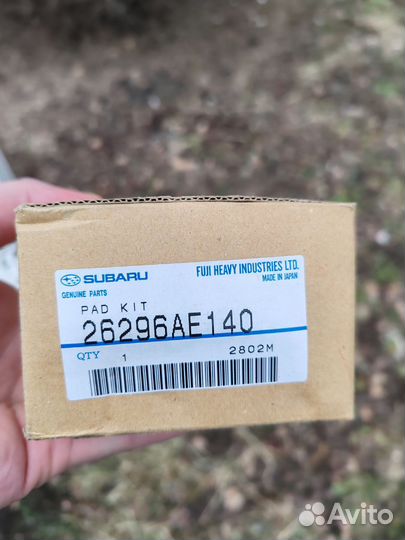 SUBARU
FUJI HEAVY INDUSTRIES LTD.
GENUINE PARTS
MADE IN JAPAN
PAD KIT
26296AE140
QTY 1 2802M
Avito